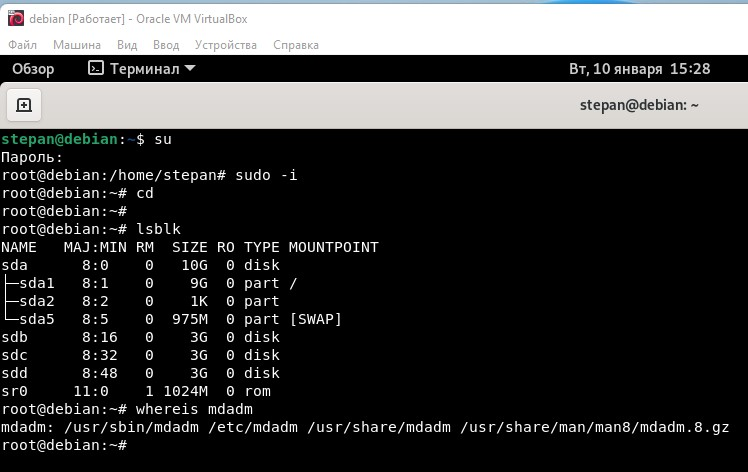 debian [Работает] - Oracle VM VirtualBox
Файл Машина Вид Ввод Устройства Справка
Обзор Терминал Вт, 10 января 15:28
stepan@debian: ~
stepan@debian:~$ su
Пароль:
root@debian:/home/stepan# sudo -i
root@debian:~# cd
root@debian:~#
root@debian:~# lsblk
NAME   MAJ:MIN RM  SIZE RO TYPE MOUNTPOINT
sda      8:0    0   10G  0 disk
├─sda1   8:1    0    9G  0 part /
├─sda2   8:2    0    1K  0 part
└─sda5   8:5    0  975M  0 part [SWAP]
sdb      8:16   0    3G  0 disk
sdc      8:32   0    3G  0 disk
sdd      8:48   0    3G  0 disk
sr0     11:0    1 1024M  0 rom
root@debian:~# whereis mdadm
mdadm: /usr/sbin/mdadm /etc/mdadm /usr/share/mdadm /usr/share/man/man8/mdadm.8.gz
root@debian:~#